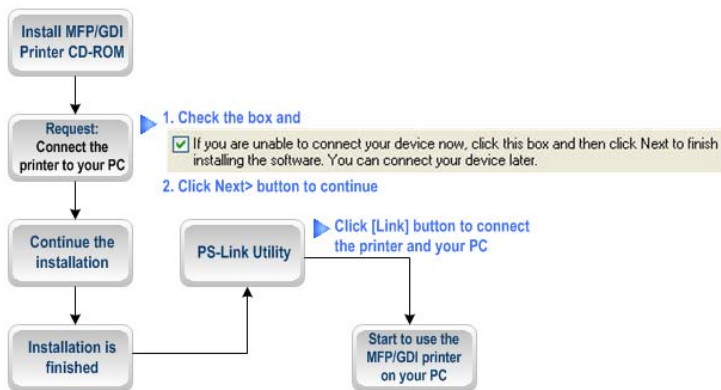 Install MFP/GDI
Printer CD-ROM
Request:
Connect the
printer to your PC
1. Check the box and
If you are unable to connect your device now, click this box and then click Next to finish
installing the software. You can connect your device later.
2. Click Next> button to continue
Continue the
installation
PS-Link Utility
Click [Link] button to connect
the printer and your PC
Installation is
finished
Start to use the
MFP/GDI printer
on your PC